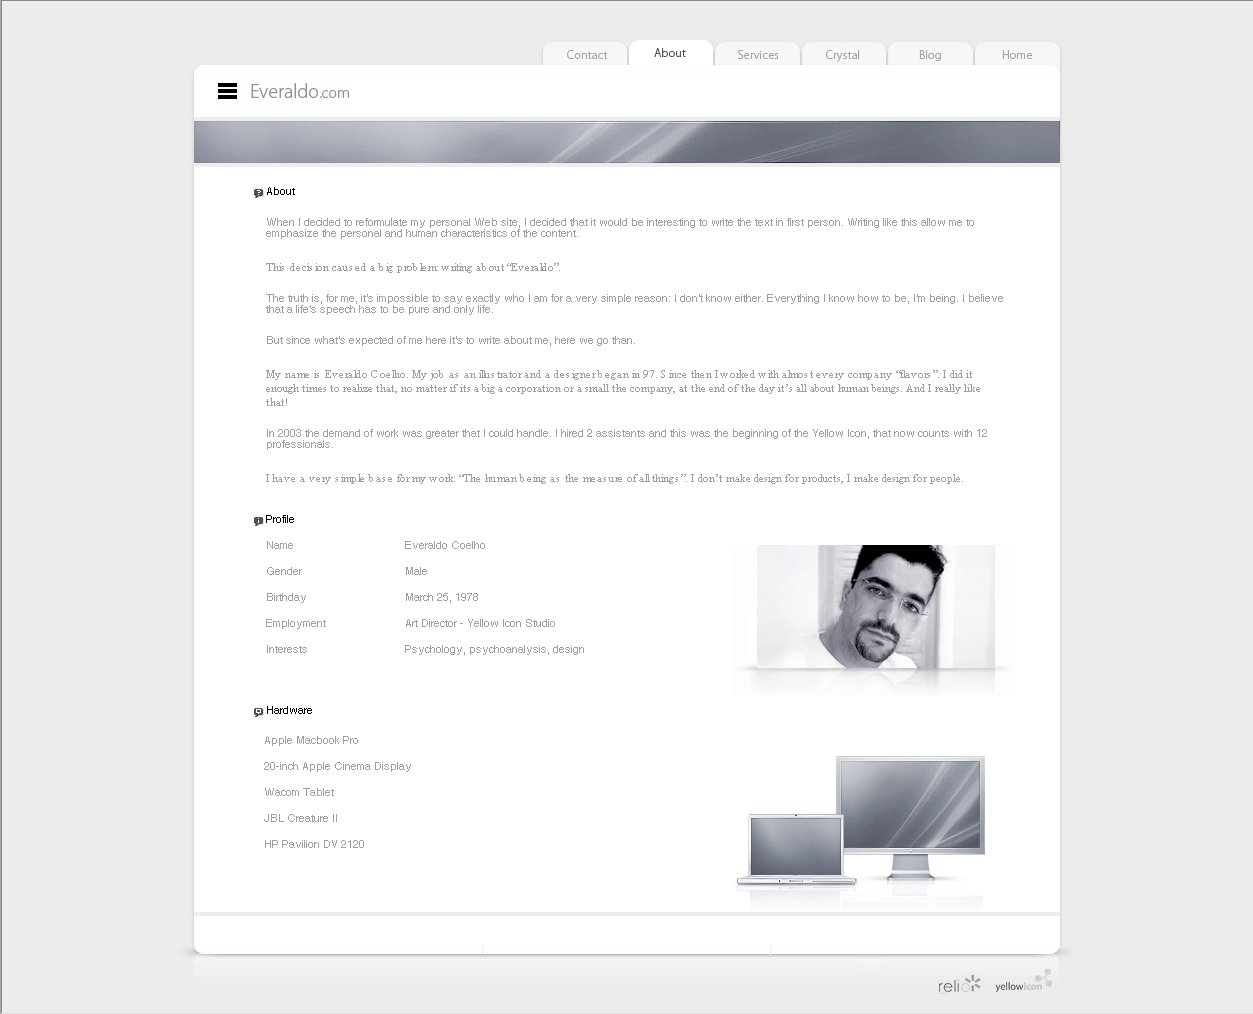 Contact About Services Crystal Blog Home
Everaldo.com
About
When I decided to reformulate my personal Web site, I decided that it would be interesting to write the text in first person. Writing like this allow me to
emphasize the personal and human characteristics of the content.
This decision caused a big problem: writing about “Everaldo”.
The truth is, for me, it's impossible to say exactly who I am for a very simple reason: I don't know either. Everything I know how to be, I'm being. I believe
that a life's speech has to be pure and only life.
But since what's expected of me here it's to write about me, here we go than.
My name is Everaldo Coelho. My job as an illustrator and a designer began in 97. Since then I worked with almost every company “flavors”. I did it
enough times to realize that, no matter if its a big a corporation or a small the company, at the end of the day it’s all about human beings. And I really like
that!
In 2003 the demand of work was greater that I could handle. I hired 2 assistants and this was the beginning of the Yellow Icon, that now counts with 12
professionals.
I have a very simple base for my work: “The human being as the measure of all things”. I don’t make design for products, I make design for people.
Profile
Name Everaldo Coelho
Gender Male
Birthday March 25, 1978
Employment Art Director - Yellow Icon Studio
Interests Psychology, psychoanalysis, design
Hardware
Apple Macbook Pro
20-inch Apple Cinema Display
Wacom Tablet
JBL Creature II
HP Pavilion DV 2120
relio yellowicon